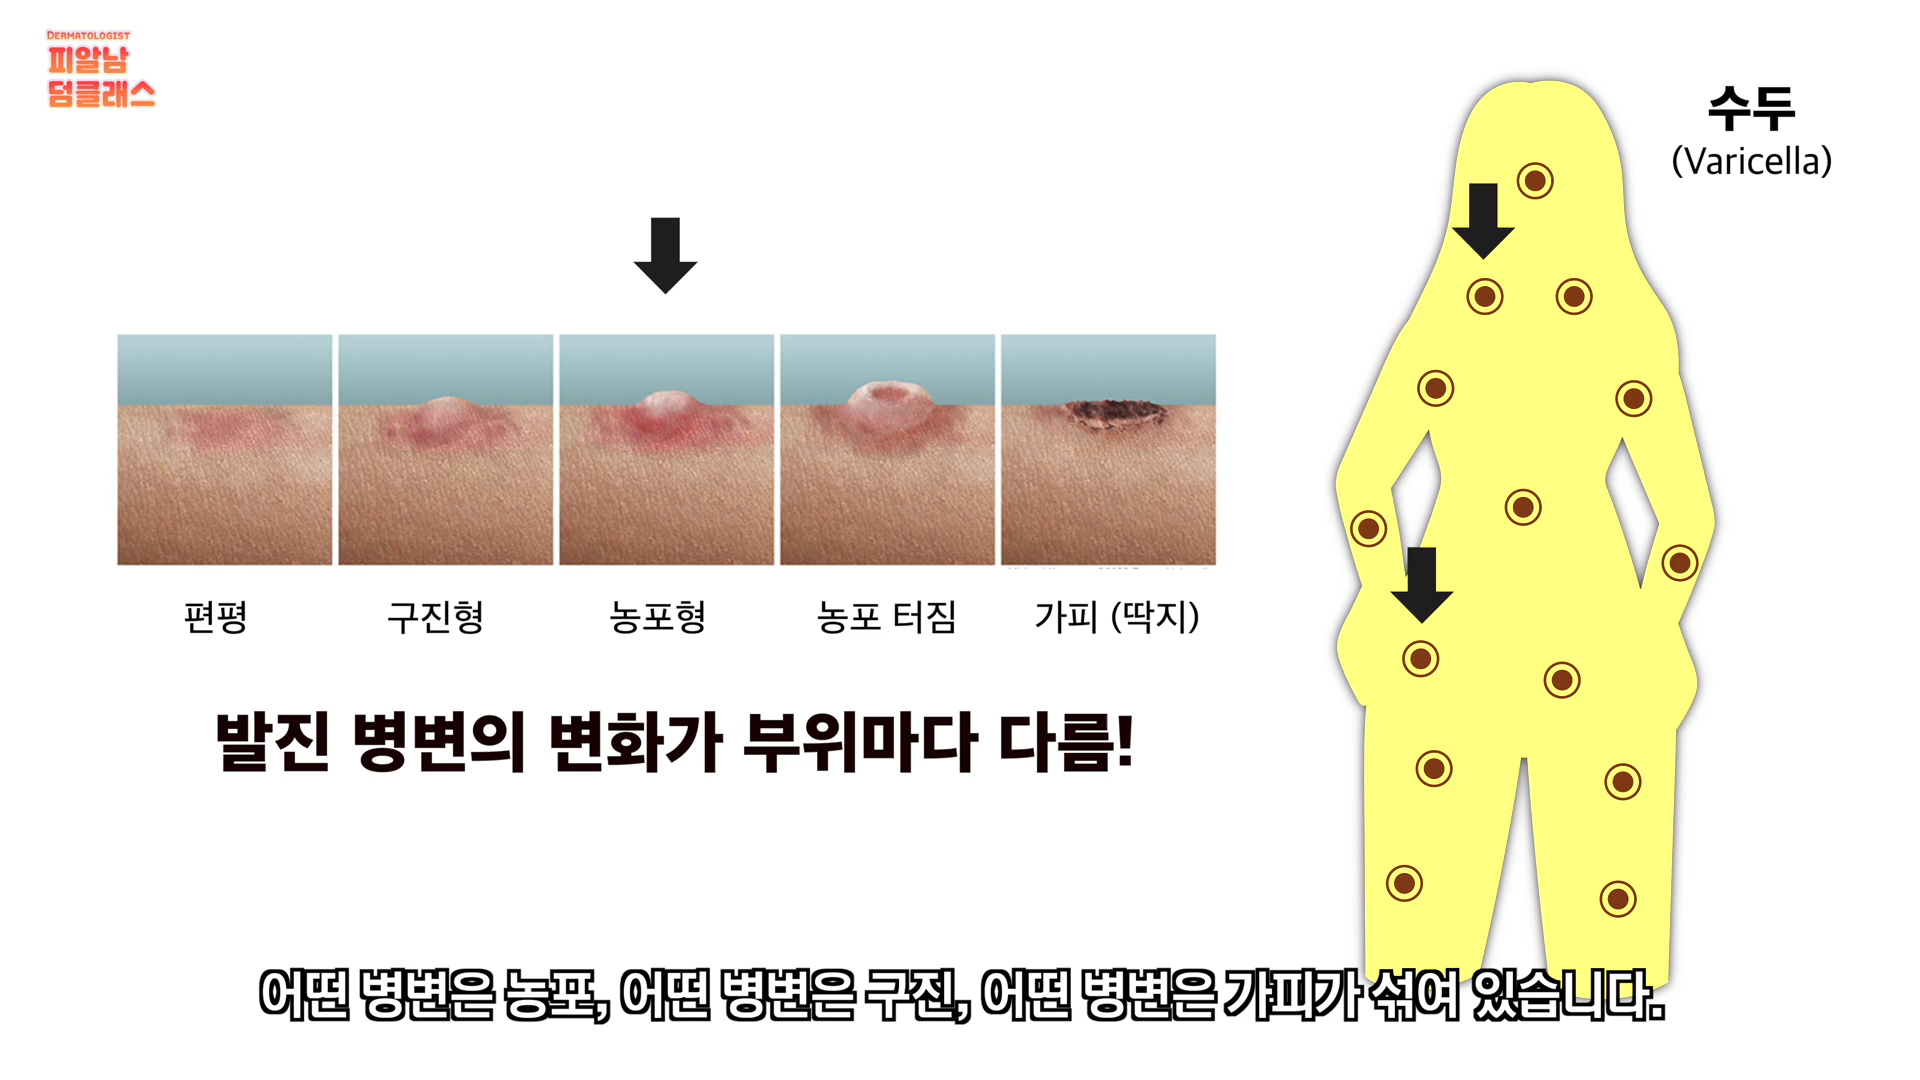 DERMATOLOGIST
피알남
덤클래스
수두
(Varicella)
편평
구진형
농포형
농포 터짐
가피 (딱지)
발진 병변의 변화가 부위마다 다름!
어떤 병변은 농포, 어떤 병변은 구진, 어떤 병변은 갸피가 섞여 있습니다.